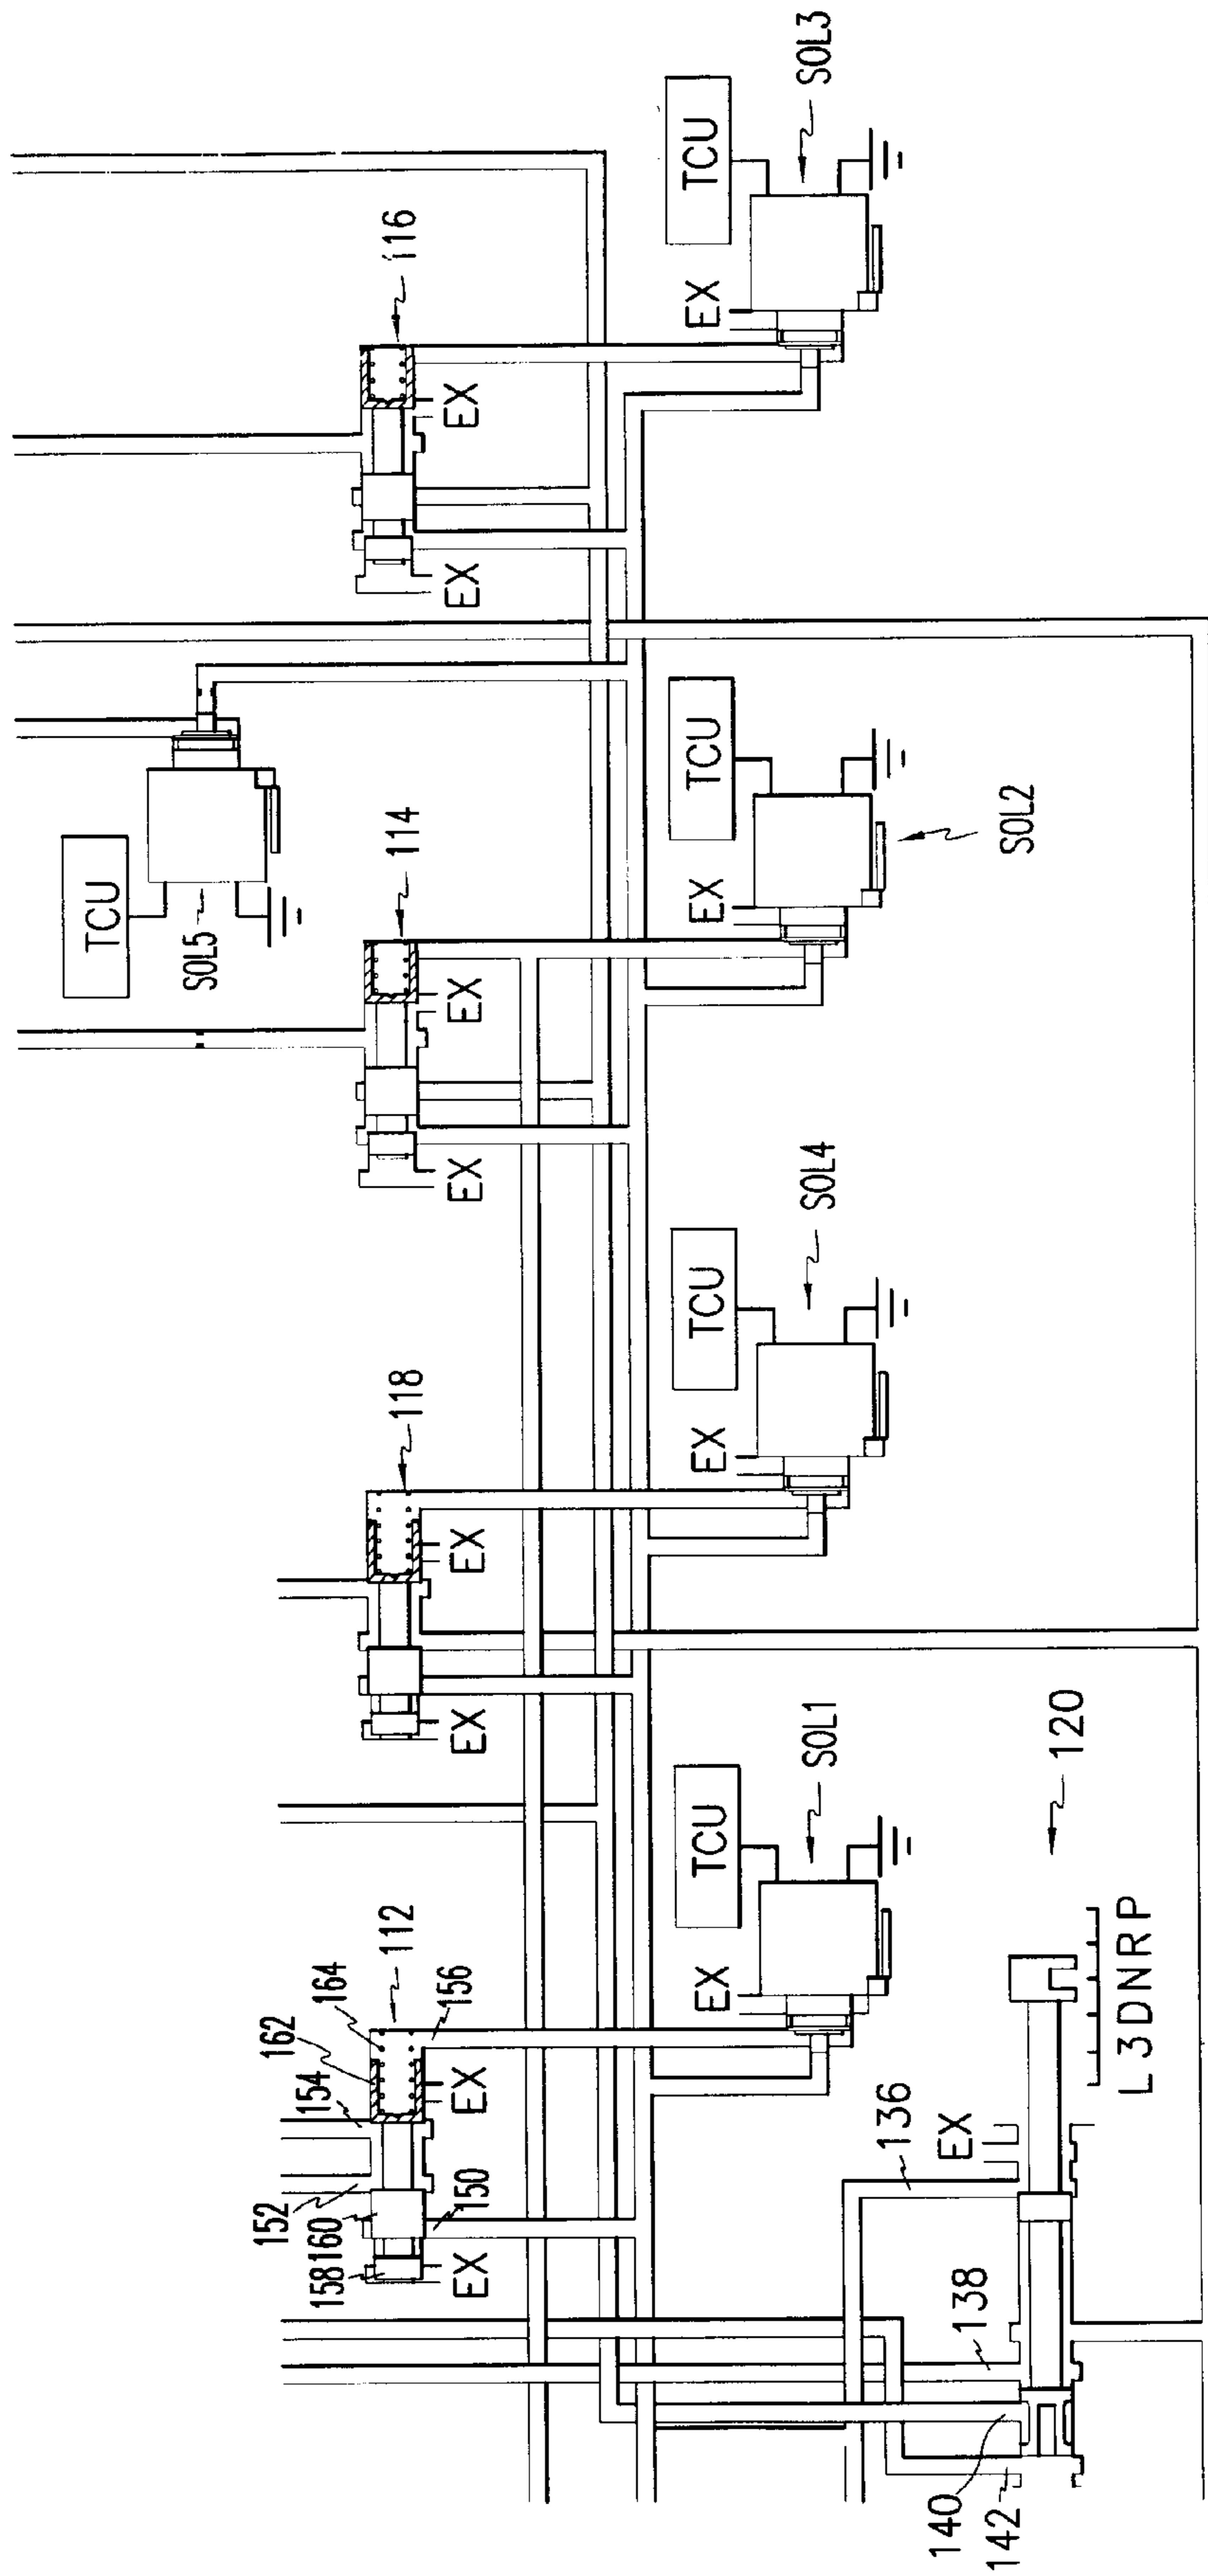 TCU
SOL5
152
154
162
164
158
160
112
118
114
116
156
150
EX
EX
EX
EX
EX
EX
EX
EX
EX
TCU
EX
TCU
EX
TCU
EX
TCU
SOL1
SOL4
SOL3
136
140
138
EX
142
SOL2
120
L3DNRP